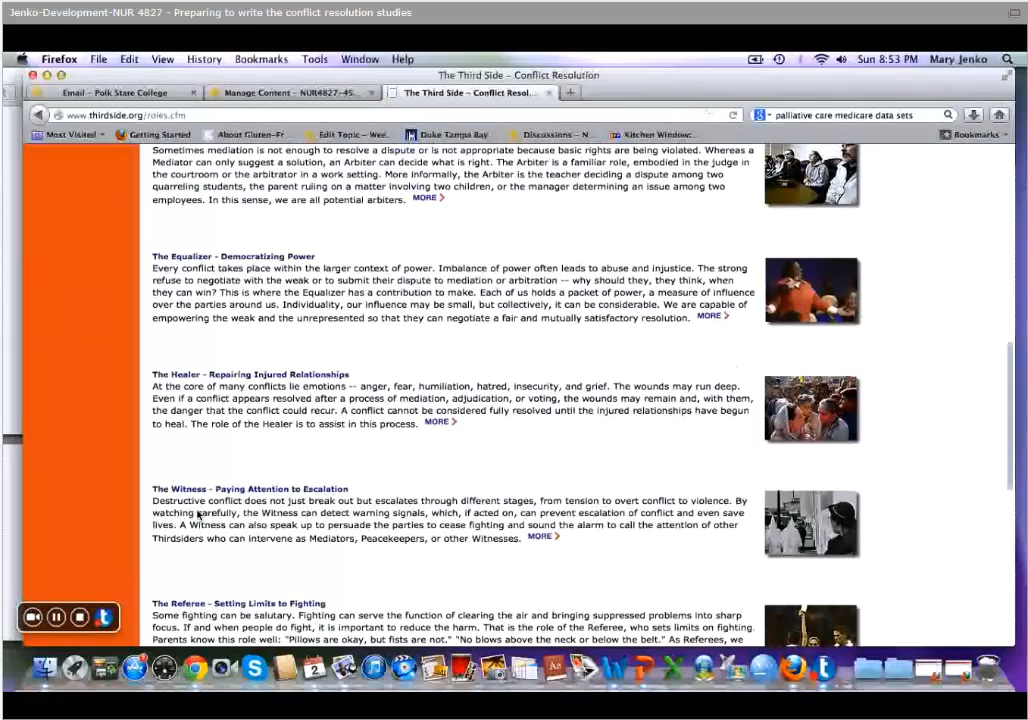 Jenko-Development-NUR 4827 - Preparing to write the conflict resolution studies
Firefox File Edit View History Bookmarks Tools Window Help
Sun 8:53 PM Mary Jenko
The Third Side - Conflict Resolution
Email - Polk State College
Manage Content - NUR4827-45...
The Third Side - Conflict Resol...
www.thirdside.org/roles.cfm
palliative care medicare data sets
Most Visited
Getting Started
About Gluten-Fr...
Edit Topic - Wee...
Duke Tampa Bay
Discussions - N...
Kitchen Window:...
Bookmarks
Sometimes mediation is not enough to resolve a dispute or is not appropriate because basic rights are being violated. Whereas a
Mediator can only suggest a solution, an Arbiter can decide what is right. The Arbiter is a familiar role, embodied in the judge in
the courtroom or the arbitrator in a work setting. More informally, the Arbiter is the teacher deciding a dispute among two
quarreling students, the parent ruling on a matter involving two children, or the manager determining an issue among two
employees. In this sense, we are all potential arbiters. MORE
The Equalizer - Democratizing Power
Every conflict takes place within the larger context of power. Imbalance of power often leads to abuse and injustice. The strong
refuse to negotiate with the weak or to submit their dispute to mediation or arbitration -- why should they, they think, when
they can win? This is where the Equalizer has a contribution to make. Each of us holds a packet of power, a measure of influence
over the parties around us. Individuality, our influence may be small, but collectively, it can be considerable. We are capable of
empowering the weak and the unrepresented so that they can negotiate a fair and mutually satisfactory resolution. MORE
The Healer - Repairing Injured Relationships
At the core of many conflicts lie emotions -- anger, fear, humiliation, hatred, insecurity, and grief. The wounds may run deep.
Even if a conflict appears resolved after a process of mediation, adjudication, or voting, the wounds may remain and, with them,
the danger that the conflict could recur. A conflict cannot be considered fully resolved until the injured relationships have begun
to heal. The role of the Healer is to assist in this process. MORE
The Witness - Paying Attention to Escalation
Destructive conflict does not just break out but escalates through different stages, from tension to overt conflict to violence. By
watching carefully, the Witness can detect warning signals, which, if acted on, can prevent escalation of conflict and even save
lives. A Witness can also speak up to persuade the parties to cease fighting and sound the alarm to call the attention of other
Thirdsiders who can intervene as Mediators, Peacekeepers, or other Witnesses. MORE
The Referee - Setting Limits to Fighting
Some fighting can be salutary. Fighting can serve the function of clearing the air and bringing suppressed problems into sharp
focus. If and when people do fight, it is important to reduce the harm. That is the role of the Referee, who sets limits on fighting.
Parents know this role well: "Pillows are okay, but fists are not." "No blows above the neck or below the belt." As Referees, we